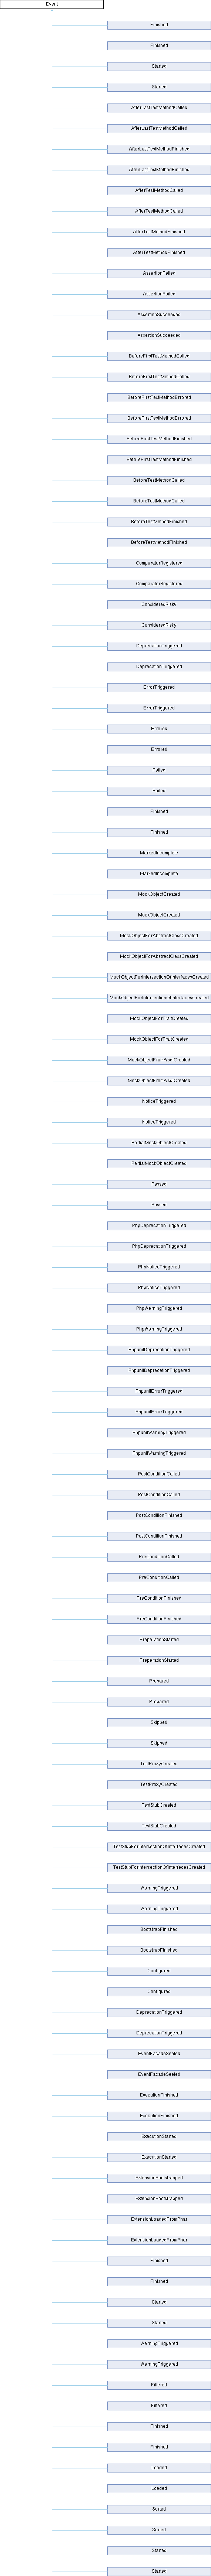 Event
Finished
Finished
Started
Started
AfterLastTestMethodCalled
AfterLastTestMethodCalled
AfterLastTestMethodFinished
AfterLastTestMethodFinished
AfterTestMethodCalled
AfterTestMethodCalled
AfterTestMethodFinished
AfterTestMethodFinished
AssertionFailed
AssertionFailed
AssertionSucceeded
AssertionSucceeded
BeforeFirstTestMethodCalled
BeforeFirstTestMethodCalled
BeforeFirstTestMethodErrored
BeforeFirstTestMethodErrored
BeforeFirstTestMethodFinished
BeforeFirstTestMethodFinished
BeforeTestMethodCalled
BeforeTestMethodCalled
BeforeTestMethodFinished
BeforeTestMethodFinished
ComparatorRegistered
ComparatorRegistered
ConsideredRisky
ConsideredRisky
DeprecationTriggered
DeprecationTriggered
ErrorTriggered
ErrorTriggered
Errored
Errored
Failed
Failed
Finished
Finished
MarkedIncomplete
MarkedIncomplete
MockObjectCreated
MockObjectCreated
MockObjectForAbstractClassCreated
MockObjectForAbstractClassCreated
MockObjectForIntersectionOfInterfacesCreated
MockObjectForIntersectionOfInterfacesCreated
MockObjectForTraitCreated
MockObjectForTraitCreated
MockObjectFromWsdlCreated
MockObjectFromWsdlCreated
NoticeTriggered
NoticeTriggered
PartialMockObjectCreated
PartialMockObjectCreated
Passed
Passed
PhpDeprecationTriggered
PhpDeprecationTriggered
PhpNoticeTriggered
PhpNoticeTriggered
PhpWarningTriggered
PhpWarningTriggered
PhpunitDeprecationTriggered
PhpunitDeprecationTriggered
PhpunitErrorTriggered
PhpunitErrorTriggered
PhpunitWarningTriggered
PhpunitWarningTriggered
PostConditionCalled
PostConditionCalled
PostConditionFinished
PostConditionFinished
PreConditionCalled
PreConditionCalled
PreConditionFinished
PreConditionFinished
PreparationStarted
PreparationStarted
Prepared
Prepared
Skipped
Skipped
TestProxyCreated
TestProxyCreated
TestStubCreated
TestStubCreated
TestStubForIntersectionOfInterfacesCreated
TestStubForIntersectionOfInterfacesCreated
WarningTriggered
WarningTriggered
BootstrapFinished
BootstrapFinished
Configured
Configured
DeprecationTriggered
DeprecationTriggered
EventFacadeSealed
EventFacadeSealed
ExecutionFinished
ExecutionFinished
ExecutionStarted
ExecutionStarted
ExtensionBootstrapped
ExtensionBootstrapped
ExtensionLoadedFromPhar
ExtensionLoadedFromPhar
Finished
Finished
Started
Started
WarningTriggered
WarningTriggered
Filtered
Filtered
Finished
Finished
Loaded
Loaded
Sorted
Sorted
Started
Started